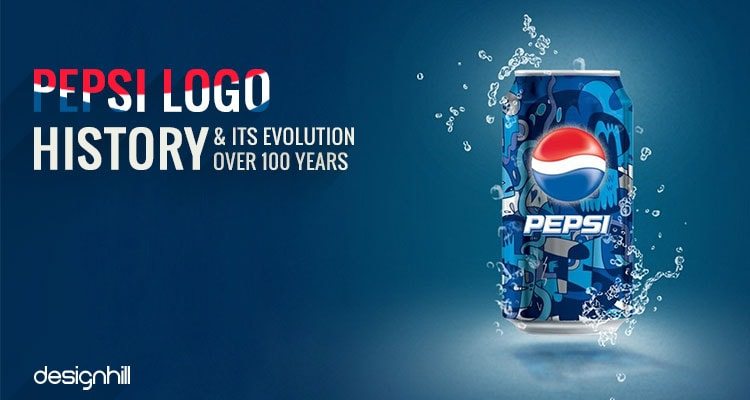 PEPSI LOGO
HISTORY
& ITS EVOLUTION
OVER 100 YEARS
PEPSI
designhill